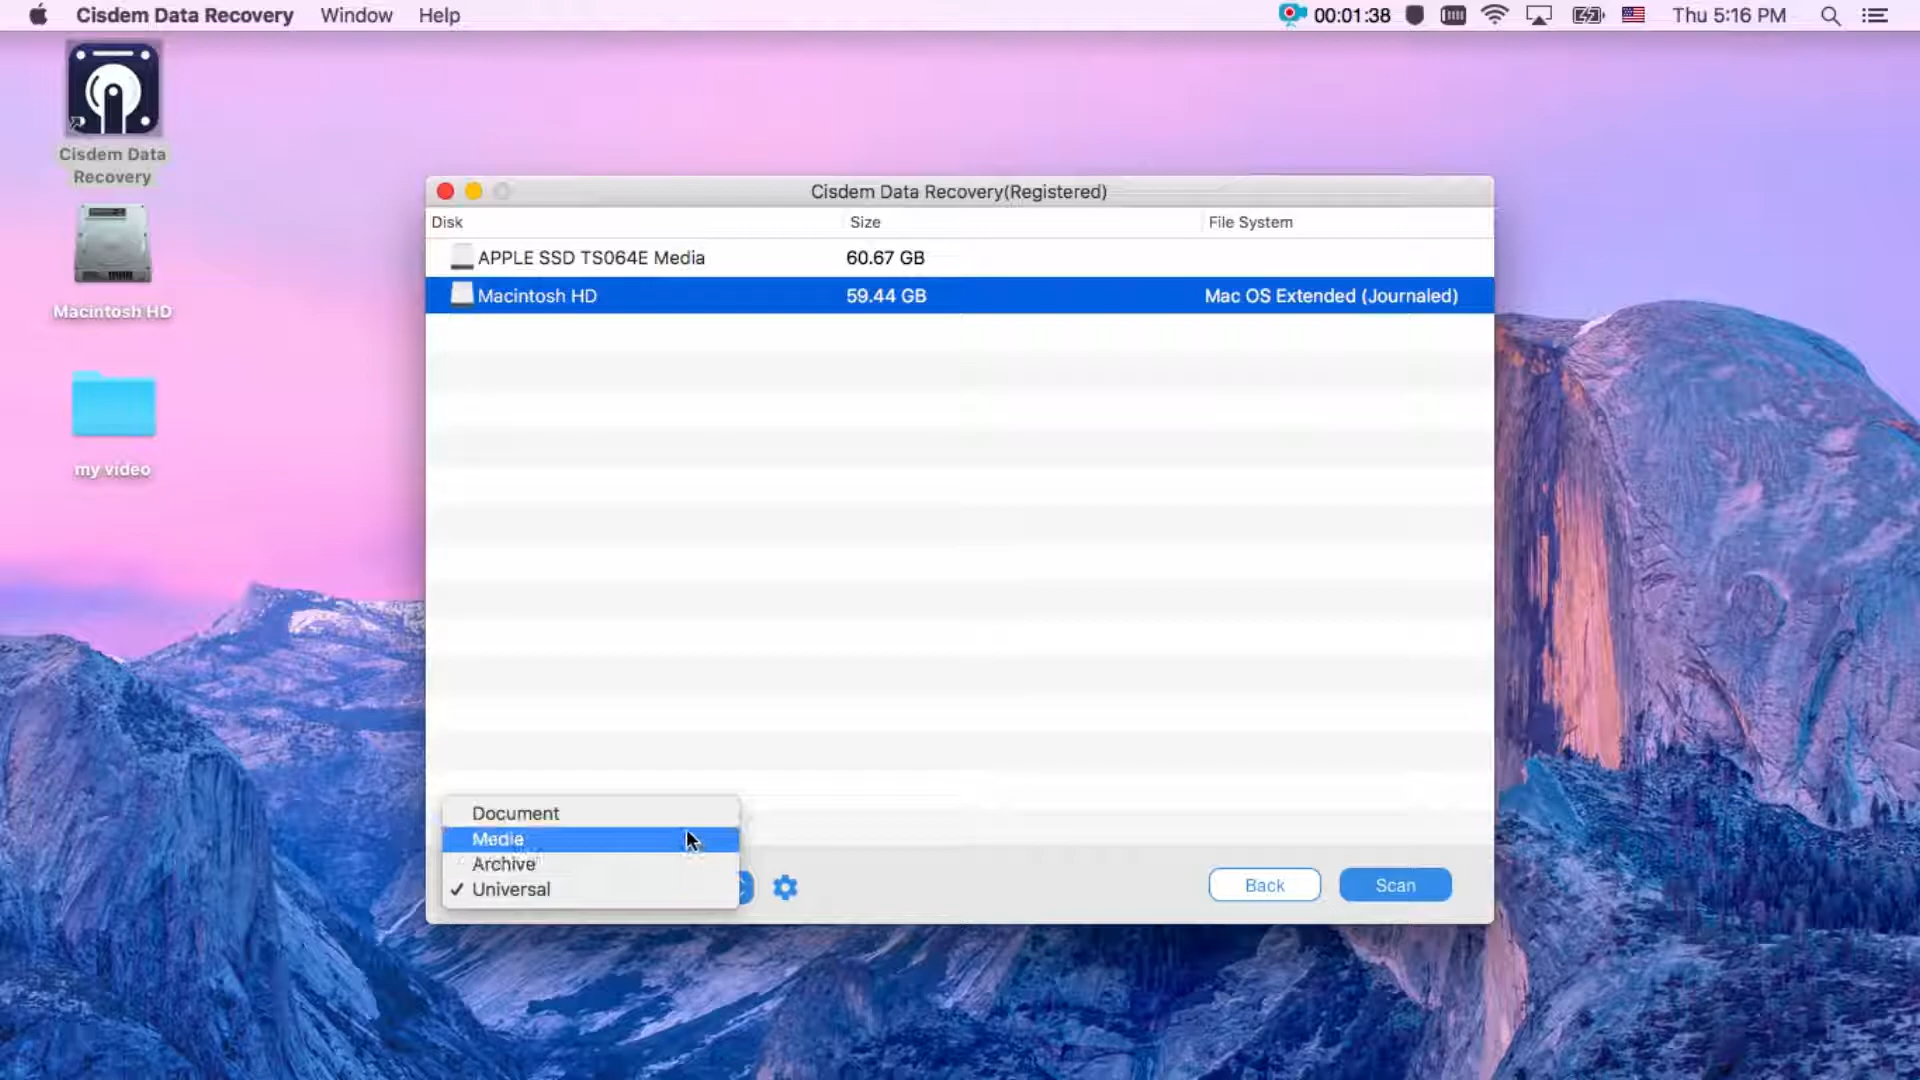 Cisdem Data Recovery Window Help 00:01:38 Thu 5:16 PM
Cisdem Data
Recovery
Macintosh HD
my video
Cisdem Data Recovery(Registered)
Disk Size File System
APPLE SSD TS064E Media 60.67 GB
Macintosh HD 59.44 GB Mac OS Extended (Journaled)
Document
Media
Archive
✓ Universal
Back Scan